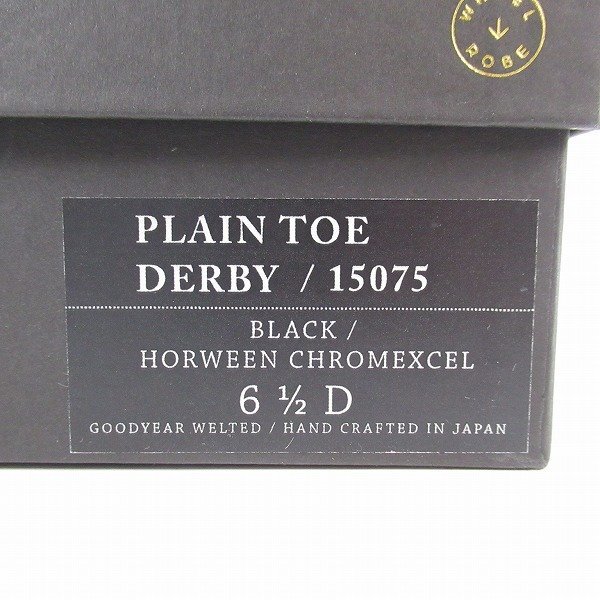 ROBE
PLAIN TOE
DERBY / 15075
BLACK /
HORWEEN CHROMEXCEL
6 ½ D
GOODYEAR WELTED / HAND CRAFTED IN JAPAN